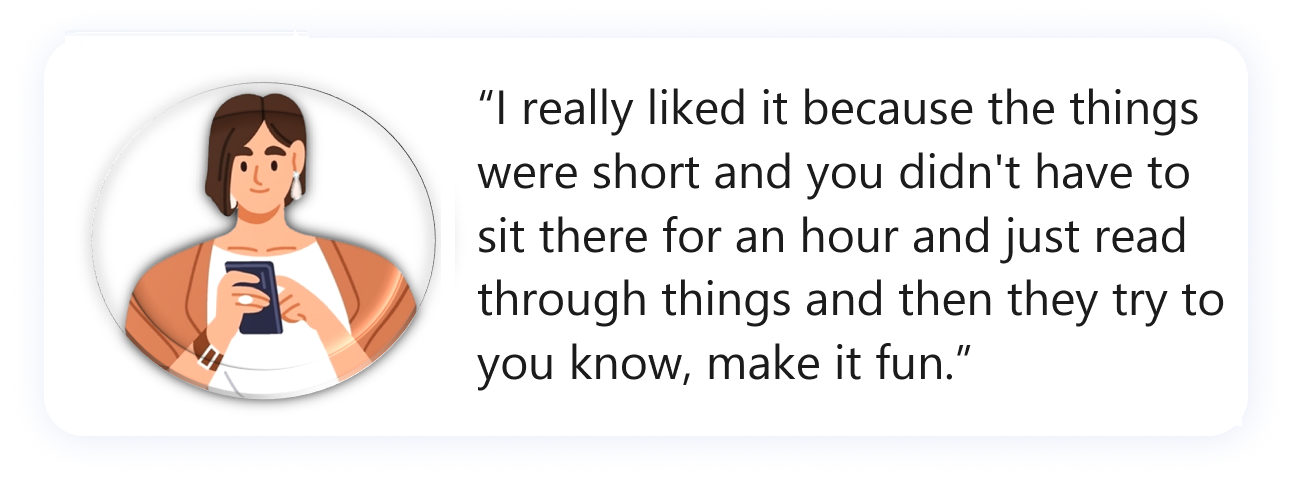 “I really liked it because the things
were short and you didn't have to
sit there for an hour and just read
through things and then they try to
you know, make it fun.”